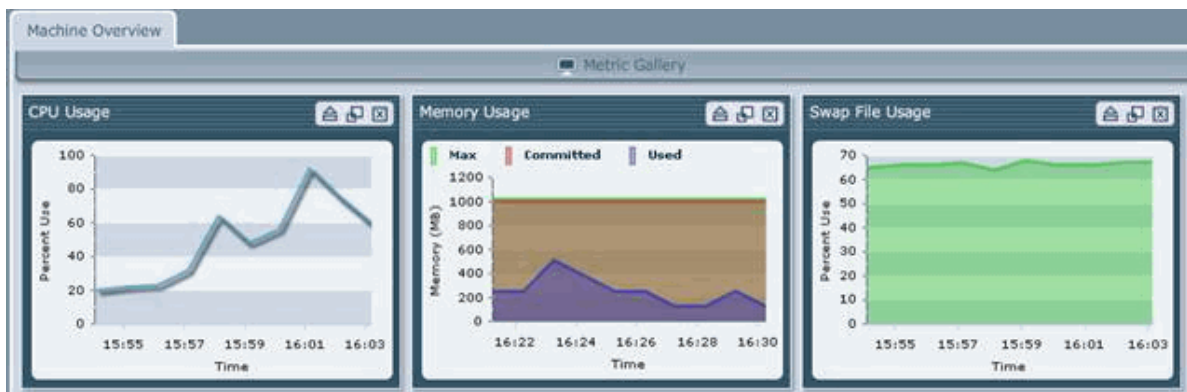 Machine Overview
Metric Gallery
CPU Usage
100
80
60
40
20
0
Percent Use
15:55 15:57 15:59 16:01 16:03
Time
Memory Usage
Max Committed Used
1200
1000
800
600
400
200
0
Memory (MB)
16:22 16:24 16:26 16:28 16:30
Time
Swap File Usage
70
60
50
40
30
20
10
0
Percent Use
15:55 15:57 15:59 16:01 16:03
Time